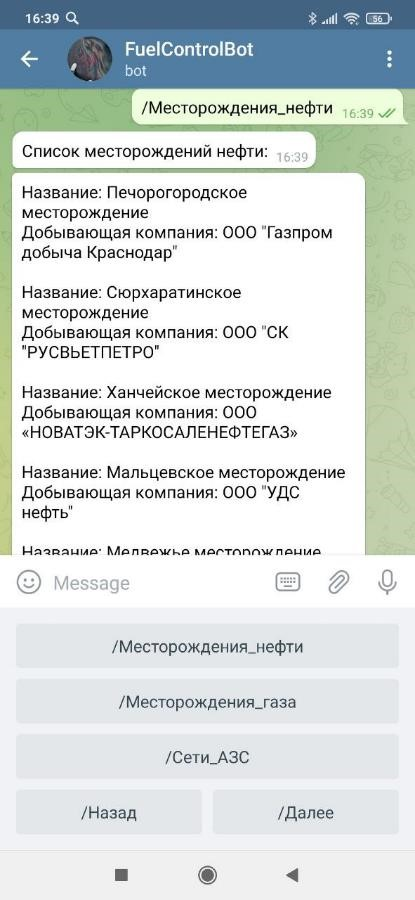 16:39
56
FuelControlBot
bot
/Месторождения_нефти 16:39
Список месторождений нефти: 16:39
Название: Печорогородское
месторождение
Добывающая компания: ООО "Газпром
добыча Краснодар"
Название: Сюрхаратинское
месторождение
Добывающая компания: ООО "СК
"РУСВЬЕТПЕТРО"
Название: Ханчейское месторождение
Добывающая компания: ООО
«НОВАТЭК-ТАРКОСАЛЕНЕФТЕГАЗ»
Название: Мальцевское месторождение
Добывающая компания: ООО "УДС
нефть"
Название: Медвежье месторождение
Message
/Месторождения_нефти
/Месторождения_газа
/Сети_АЗС
/Назад
/Далее